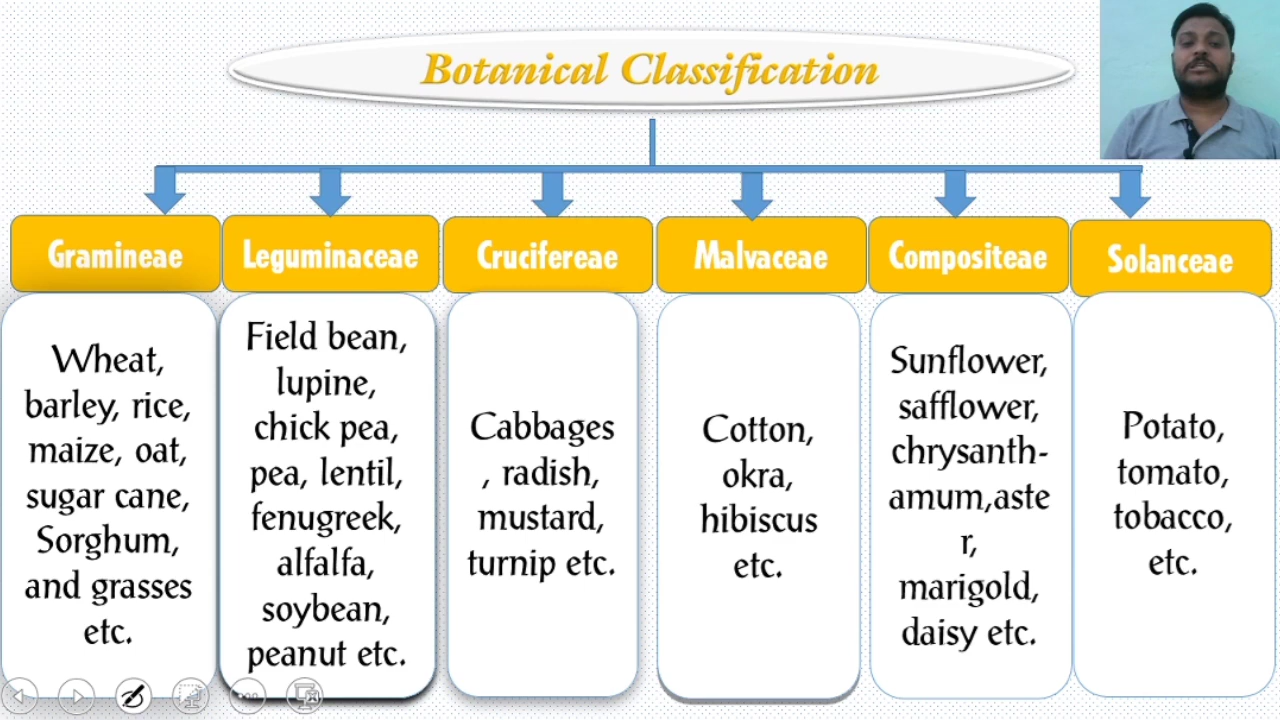 Botanical Classification
Gramineae
Leguminaceae
Crucifereae
Malvaceae
Compositeae
Solanceae
Wheat,
barley, rice,
maize, oat,
sugar cane,
Sorghum,
and grasses
etc.
Field bean,
lupine,
chick pea,
pea, lentil,
fenugreek,
alfalfa,
soybean,
peanut etc.
Cabbages
, radish,
mustard,
turnip etc.
Cotton,
okra,
hibiscus
etc.
Sunflower,
safflower,
chrysanth-
amum,aste
r,
marigold,
daisy etc.
Potato,
tomato,
tobacco,
etc.